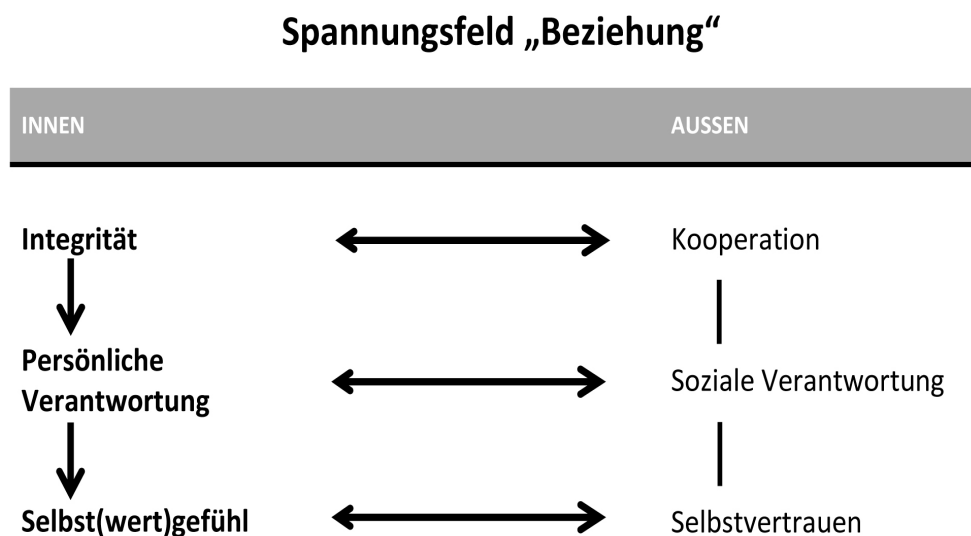 Spannungsfeld „Beziehung“
INNEN AUSSEN
Integrität Kooperation
Persönliche
Verantwortung
Soziale Verantwortung
Selbst(wert)gefühl Selbstvertrauen